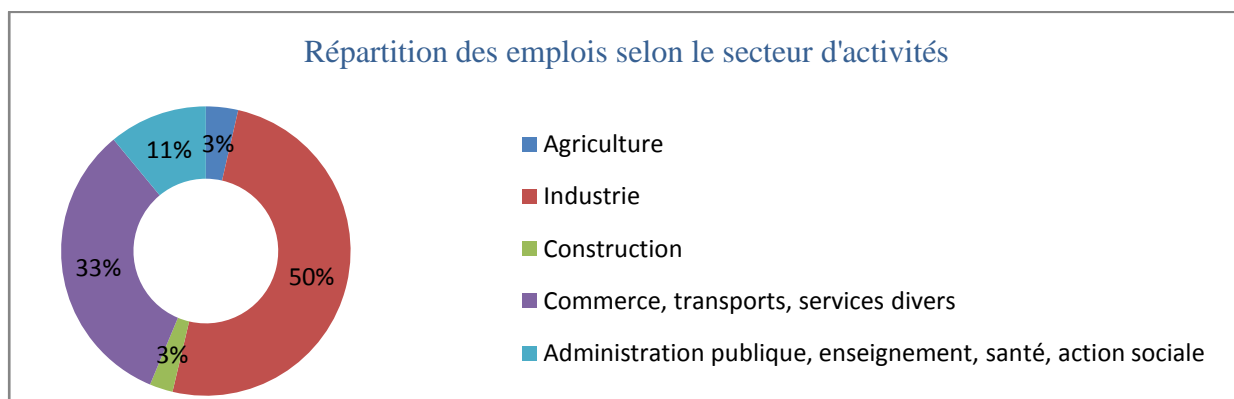 Répartition des emplois selon le secteur d'activités
3%
11%
50%
33%
3%
Agriculture
Industrie
Construction
Commerce, transports, services divers
Administration publique, enseignement, santé, action sociale